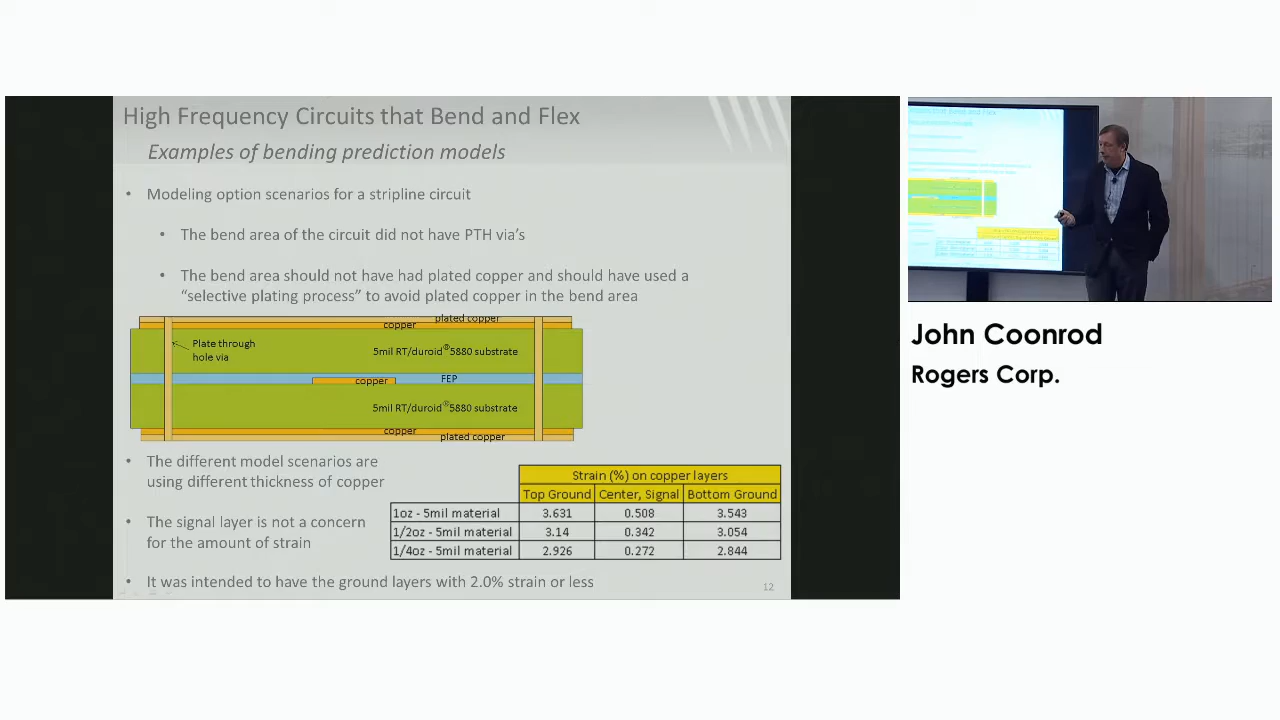 High Frequency Circuits that Bend and Flex
Examples of bending prediction models
• Modeling option scenarios for a stripline circuit
• The bend area of the circuit did not have PTH via's
• The bend area should not have had plated copper and should have used a
"selective plating process" to avoid plated copper in the bend area
plated copper
copper
Plate through
hole via
5mil RT/duroid®5880 substrate
copper
FEP
5mil RT/duroid®5880 substrate
copper
plated copper
• The different model scenarios are
using different thickness of copper
• The signal layer is not a concern
for the amount of strain
Strain (%) on copper layers
Top Ground Center, Signal Bottom Ground
1oz - 5mil material 3.631 0.508 3.543
1/2oz - 5mil material 3.14 0.342 3.054
1/4oz - 5mil material 2.926 0.272 2.844
• It was intended to have the ground layers with 2.0% strain or less
12
John Coonrod
Rogers Corp.